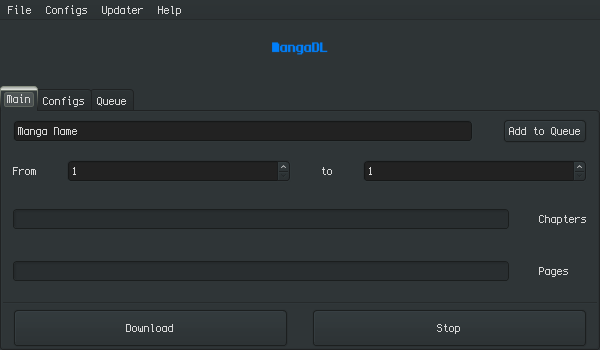 File Configs Updater Help
MangaDL
Main Configs Queue
Manga Name Add to Queue
From 1 to 1
Chapters
Pages
Download Stop